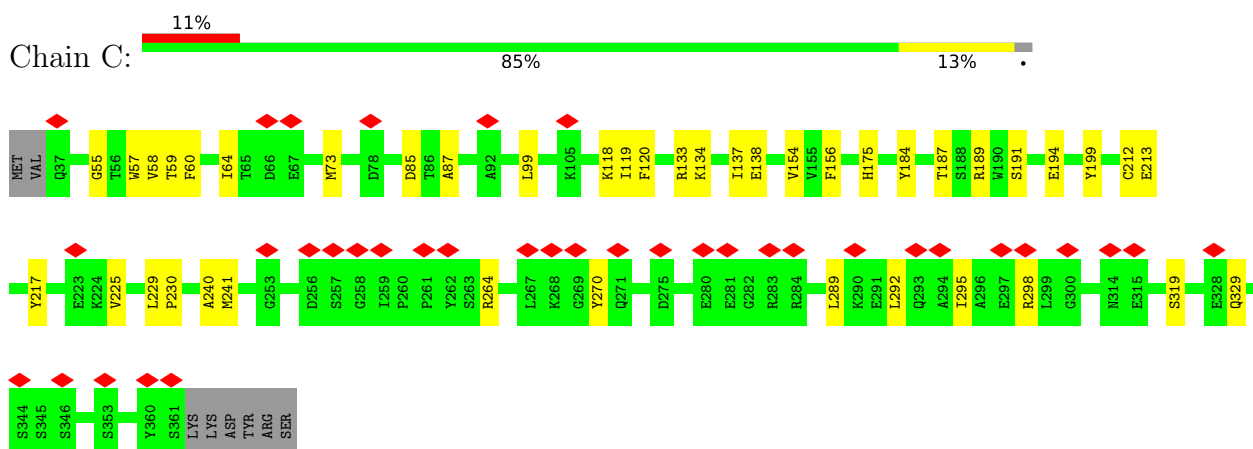 11%
Chain C:
85% 13% •
MET VAL Q37 G55 T56 W57 V58 T59 F60 I64 T65 D66 E67 M73 D78 D85 T86 A87 A92 L99 K105 K118 I119 F120 R133 K134 I137 E138 V154 V155 F156 H175 Y184 T187 S188 R189 W190 S191 E194 Y199 C212 E213
Y217 E223 K224 V225 L229 P230 A240 M241 G253 D256 S257 G258 I259 P260 P261 Y262 S263 R264 L267 K268 G269 Y270 Q271 D275 E280 E281 G282 R283 R284 L289 K290 E291 L292 Q293 A294 I295 A296 E297 R298 L299 G300 N314 E315 S319 E328 Q329
S344 S345 S346 S353 Y360 S361 LYS LYS ASP TYR ARG SER